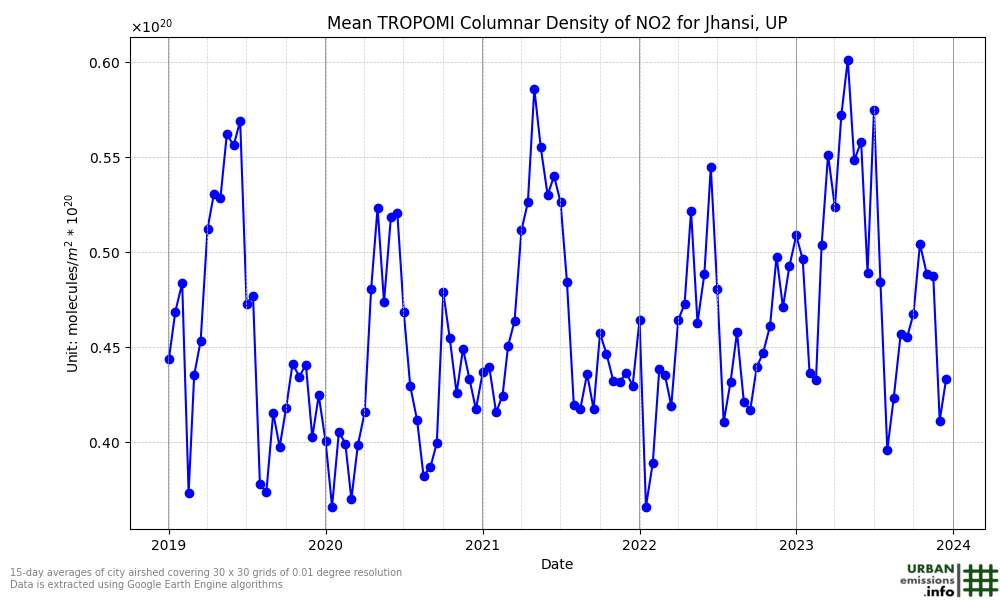 Mean TROPOMI Columnar Density of NO2 for Jhansi, UP
×10²⁰
0.60
0.55
0.50
0.45
0.40
Unit: molecules/m² * 10²⁰
2019 2020 2021 2022 2023 2024
Date
15-day averages of city airshed covering 30 x 30 grids of 0.01 degree resolution
Data is extracted using Google Earth Engine algorithms
URBAN
emissions
.info